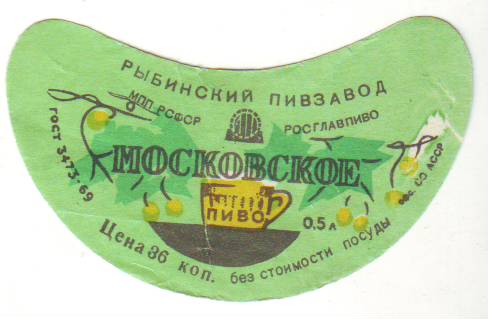 РЫБИНСКИЙ ПИВЗАВОД
МПП РСФСР
РОСГЛАВПИВО
ГОСТ 3473-69
МОСКОВСКОЕ
ПИВО
0,5 л
Цена 36 коп. без стоимости посуды